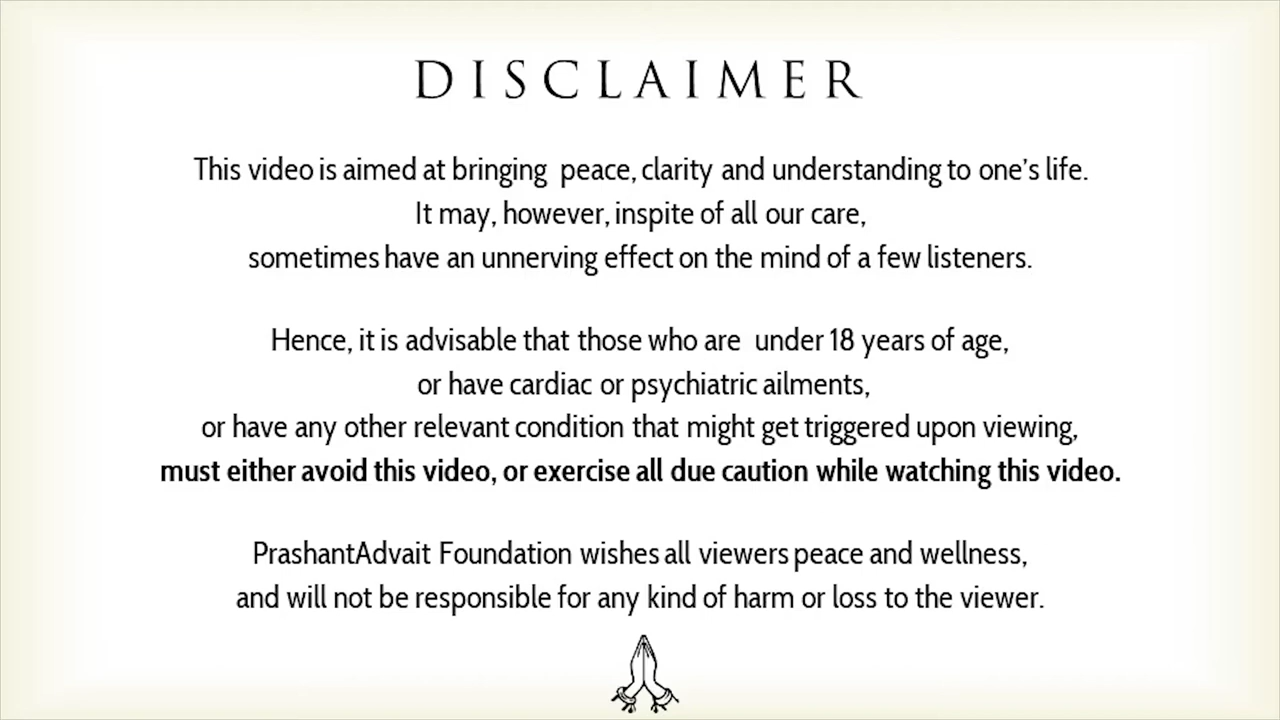 DISCLAIMER
This video is aimed at bringing peace, clarity and understanding to one's life.
It may, however, inspite of all our care,
sometimes have an unnerving effect on the mind of a few listeners.
Hence, it is advisable that those who are under 18 years of age,
or have cardiac or psychiatric ailments,
or have any other relevant condition that might get triggered upon viewing,
must either avoid this video, or exercise all due caution while watching this video.
PrashantAdvait Foundation wishes all viewers peace and wellness,
and will not be responsible for any kind of harm or loss to the viewer.